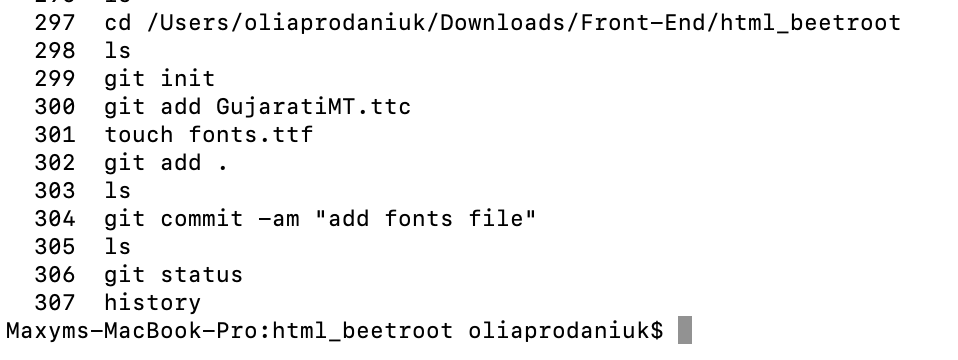 297 cd /Users/oliaprodaniuk/Downloads/Front-End/html_beetroot
298 ls
299 git init
300 git add GujaratiMT.ttc
301 touch fonts.ttf
302 git add .
303 ls
304 git commit -am "add fonts file"
305 ls
306 git status
307 history
Maxyms-MacBook-Pro:html_beetroot oliaprodaniuk$